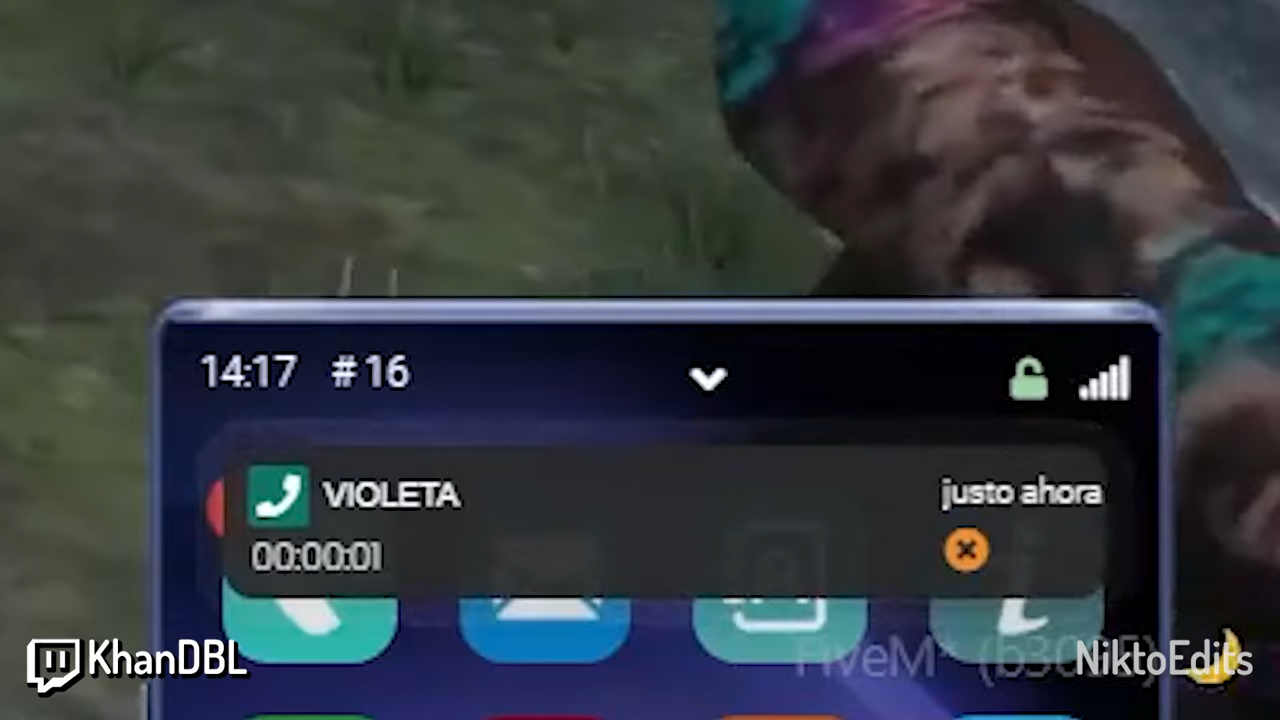 14:17 #16
VIOLETA justo ahora
00:00:01
KhanDBL
NiktoEdits